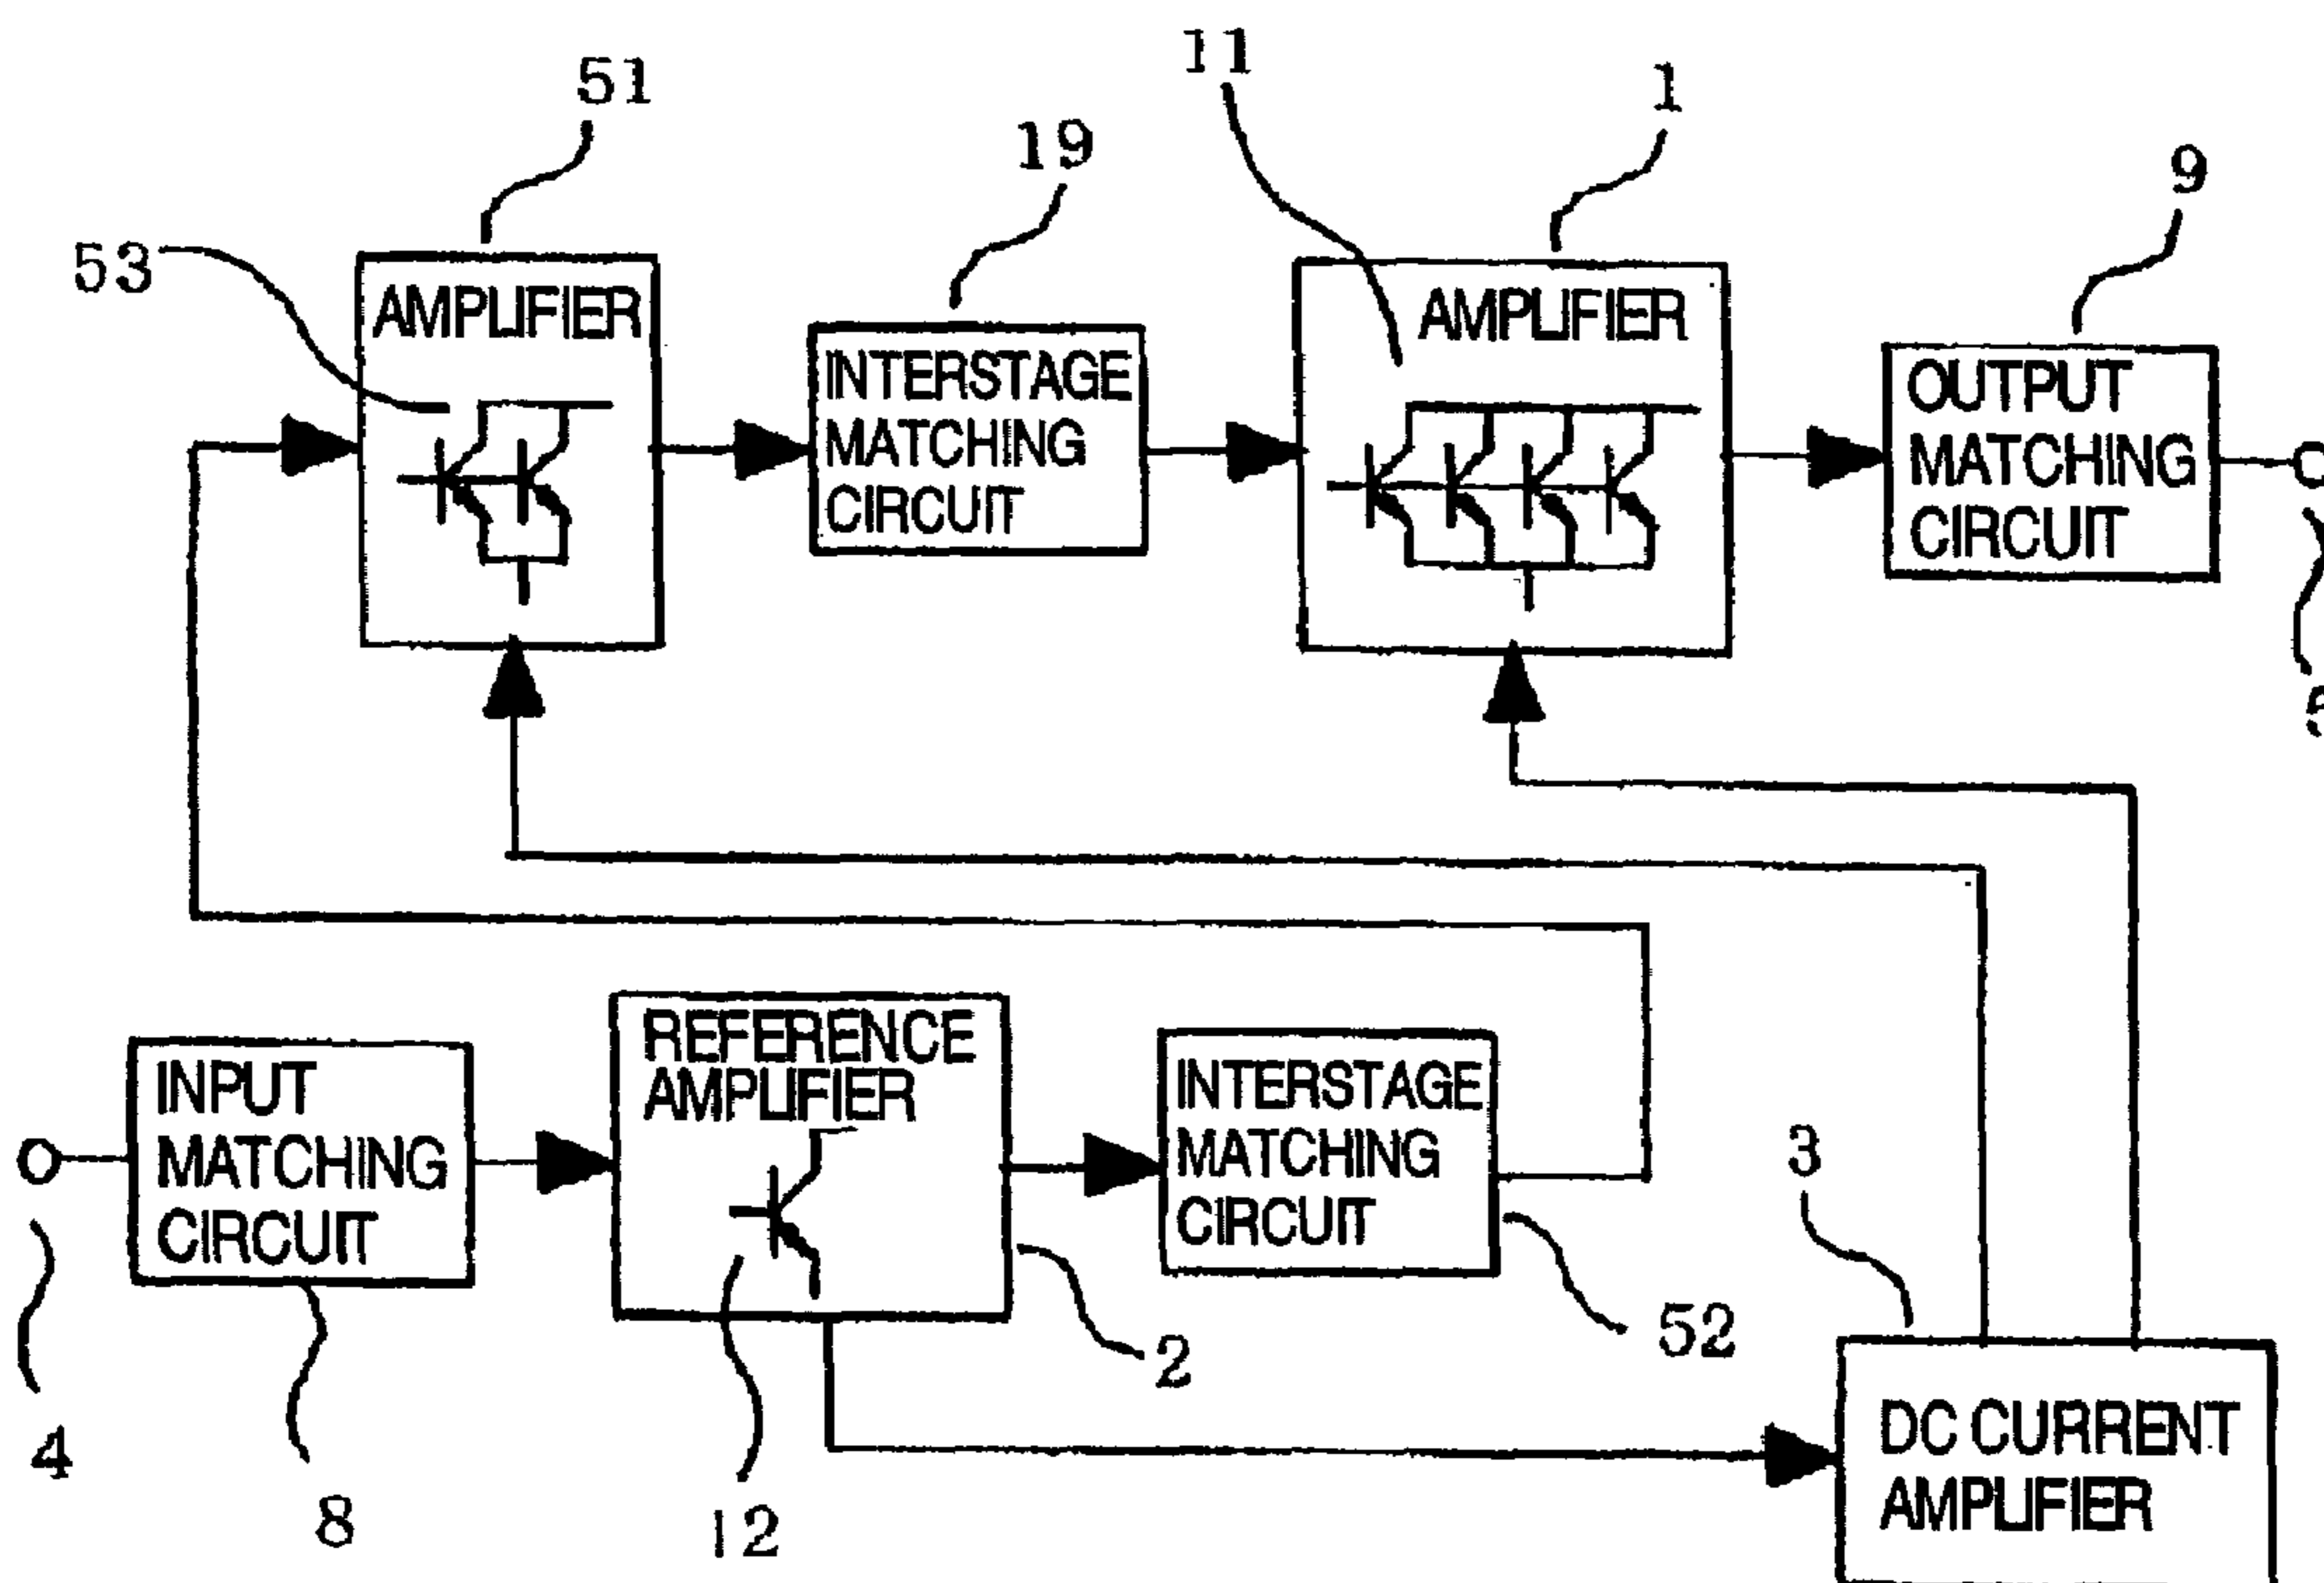 11
51
1
19
9
53
AMPLIFIER
AMPLIFIER
INTERSTAGE
MATCHING
CIRCUIT
OUTPUT
MATCHING
CIRCUIT
REFERENCE
AMPLIFIER
INPUT
MATCHING
CIRCUIT
INTERSTAGE
MATCHING
CIRCUIT
3
52
2
4
8
12
DC CURRENT
AMPLIFIER